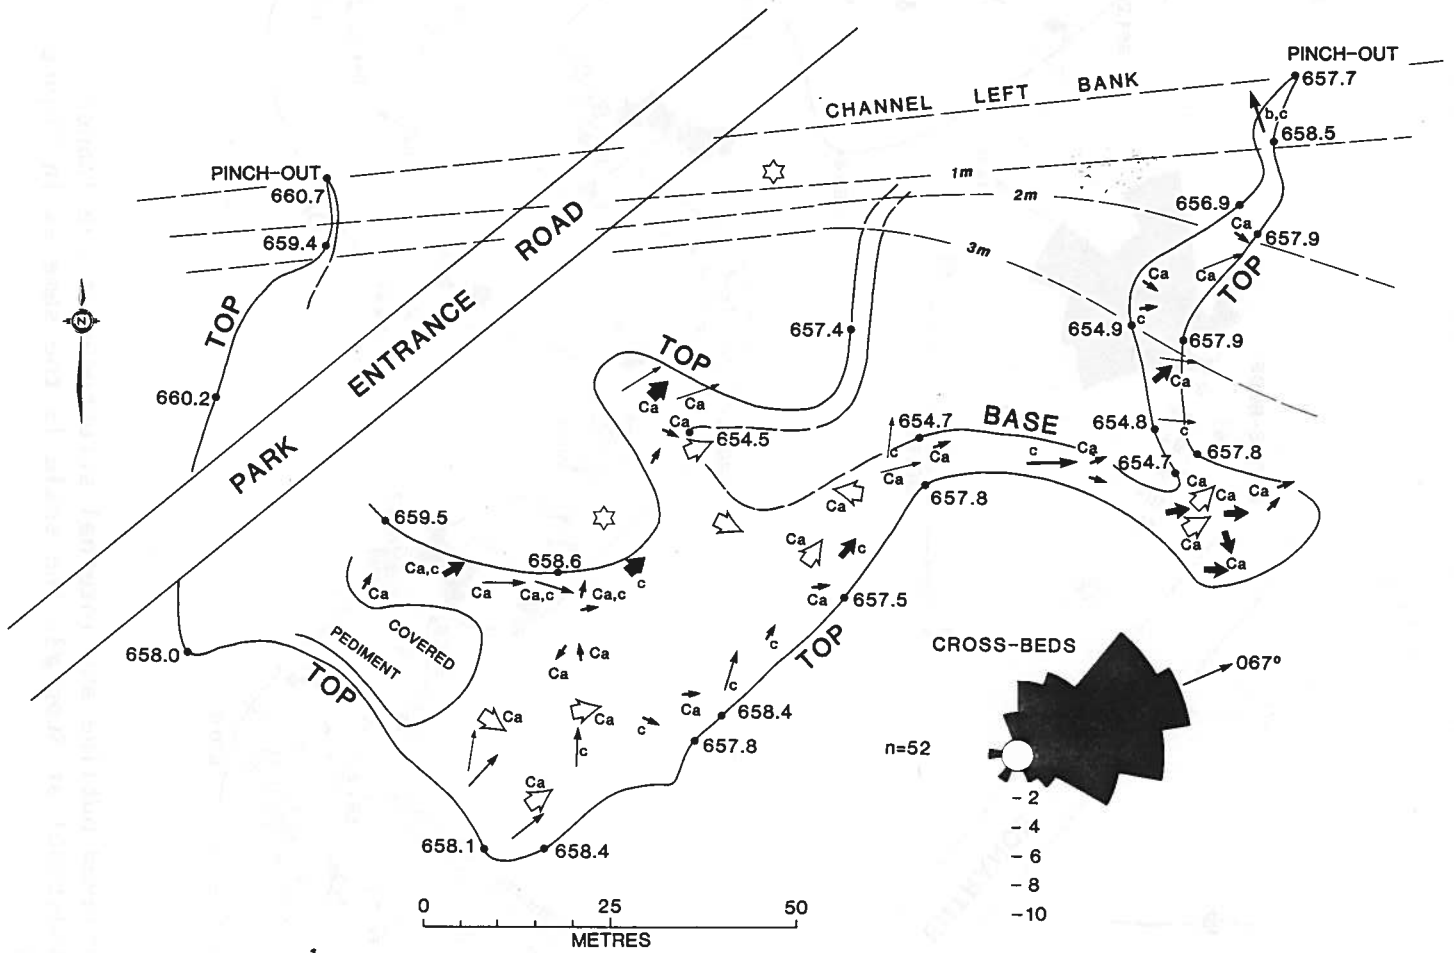 PINCH-OUT
657.7
CHANNEL LEFT BANK
b,c
658.5
PINCH-OUT
660.7
1m
2m
656.9
Ca
657.9
659.4
3m
Ca
Ca
TOP
N
TOP
ROAD
c
654.9
657.4
657.9
ENTRANCE
TOP
Ca
660.2
Ca
Ca
Ca
654.5
654.7
BASE
654.8
c
657.8
PARK
c
Ca
c
Ca
654.7
Ca
Ca
Ca
Ca
657.8
Ca
659.5
Ca
c
Ca
658.6
Ca,c
c
Ca
Ca
Ca
Ca,c
Ca,c
Ca
657.5
COVERED
PEDIMENT
658.0
TOP
Ca
Ca
c
TOP
CROSS-BEDS
067°
c
Ca
658.4
Ca
Ca
c
657.8
c
n=52
Ca
- 2
- 4
- 6
- 8
-10
658.1
658.4
0 25 50
METRES